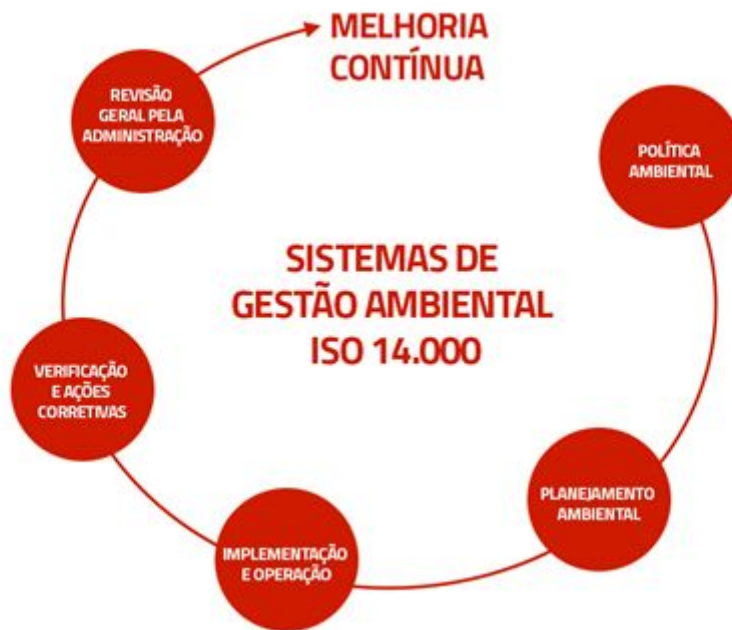 MELHORIA
CONTÍNUA
REVISÃO
GERAL PELA
ADMINISTRAÇÃO
POLÍTICA
AMBIENTAL
SISTEMAS DE
GESTÃO AMBIENTAL
ISO 14.000
VERIFICAÇÃO
E AÇÕES
CORRETIVAS
PLANEJAMENTO
AMBIENTAL
IMPLEMENTAÇÃO
E OPERAÇÃO